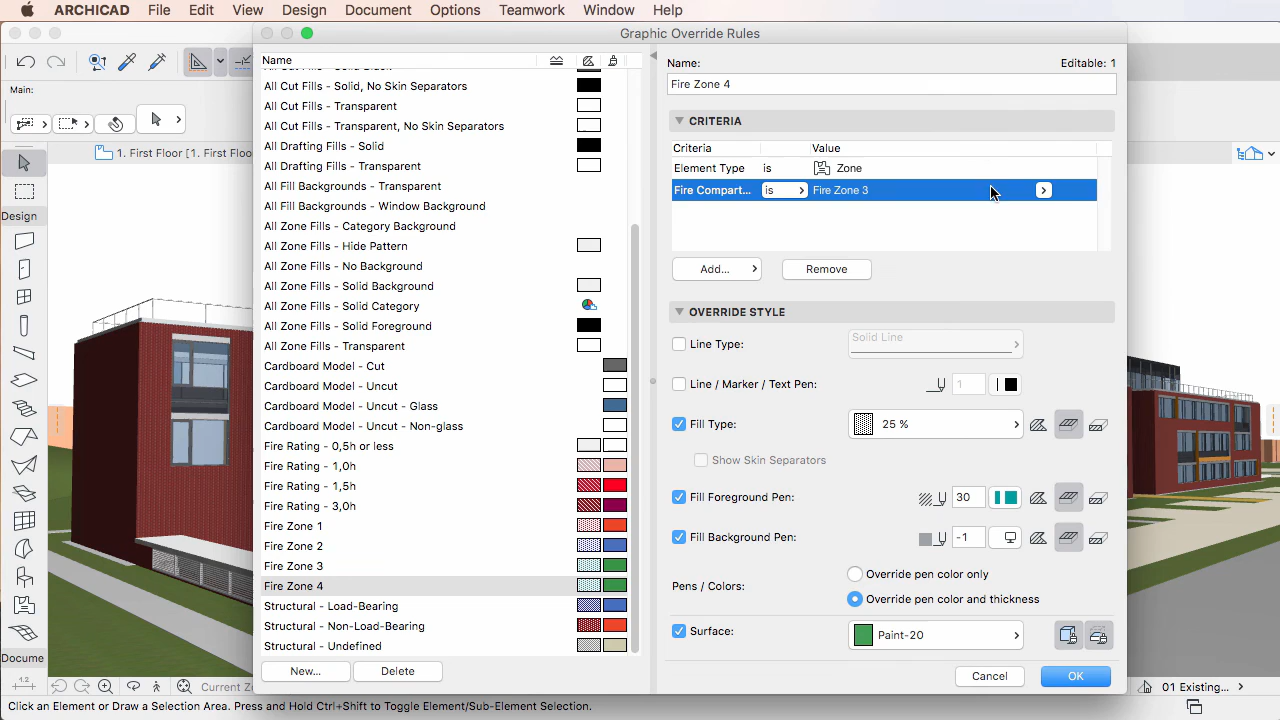 ARCHICAD File Edit View Design Document Options Teamwork Window Help
Graphic Override Rules
Main:
1. First Floor [1. First Floo
Design
Docume
Name
All Cut Fills - Solid, No Skin Separators
All Cut Fills - Transparent
All Cut Fills - Transparent, No Skin Separators
All Drafting Fills - Solid
All Drafting Fills - Transparent
All Fill Backgrounds - Transparent
All Fill Backgrounds - Window Background
All Zone Fills - Category Background
All Zone Fills - Hide Pattern
All Zone Fills - No Background
All Zone Fills - Solid Background
All Zone Fills - Solid Category
All Zone Fills - Solid Foreground
All Zone Fills - Transparent
Cardboard Model - Cut
Cardboard Model - Uncut
Cardboard Model - Uncut - Glass
Cardboard Model - Uncut - Non-glass
Fire Rating - 0,5h or less
Fire Rating - 1,0h
Fire Rating - 1,5h
Fire Rating - 3,0h
Fire Zone 1
Fire Zone 2
Fire Zone 3
Fire Zone 4
Structural - Load-Bearing
Structural - Non-Load-Bearing
Structural - Undefined
New... Delete
Name: Editable: 1
Fire Zone 4
CRITERIA
Criteria Value
Element Type is Zone
Fire Compart... is Fire Zone 3
Add... Remove
OVERRIDE STYLE
Line Type: Solid Line
Line / Marker / Text Pen: 1
Fill Type: 25 %
Show Skin Separators
Fill Foreground Pen: 30
Fill Background Pen: -1
Pens / Colors: Override pen color only
Override pen color and thickness
Surface: Paint-20
Cancel OK
1.2
Current Z
01 Existing...
Click an Element or Draw a Selection Area. Press and Hold Ctrl+Shift to Toggle Element/Sub-Element Selection.